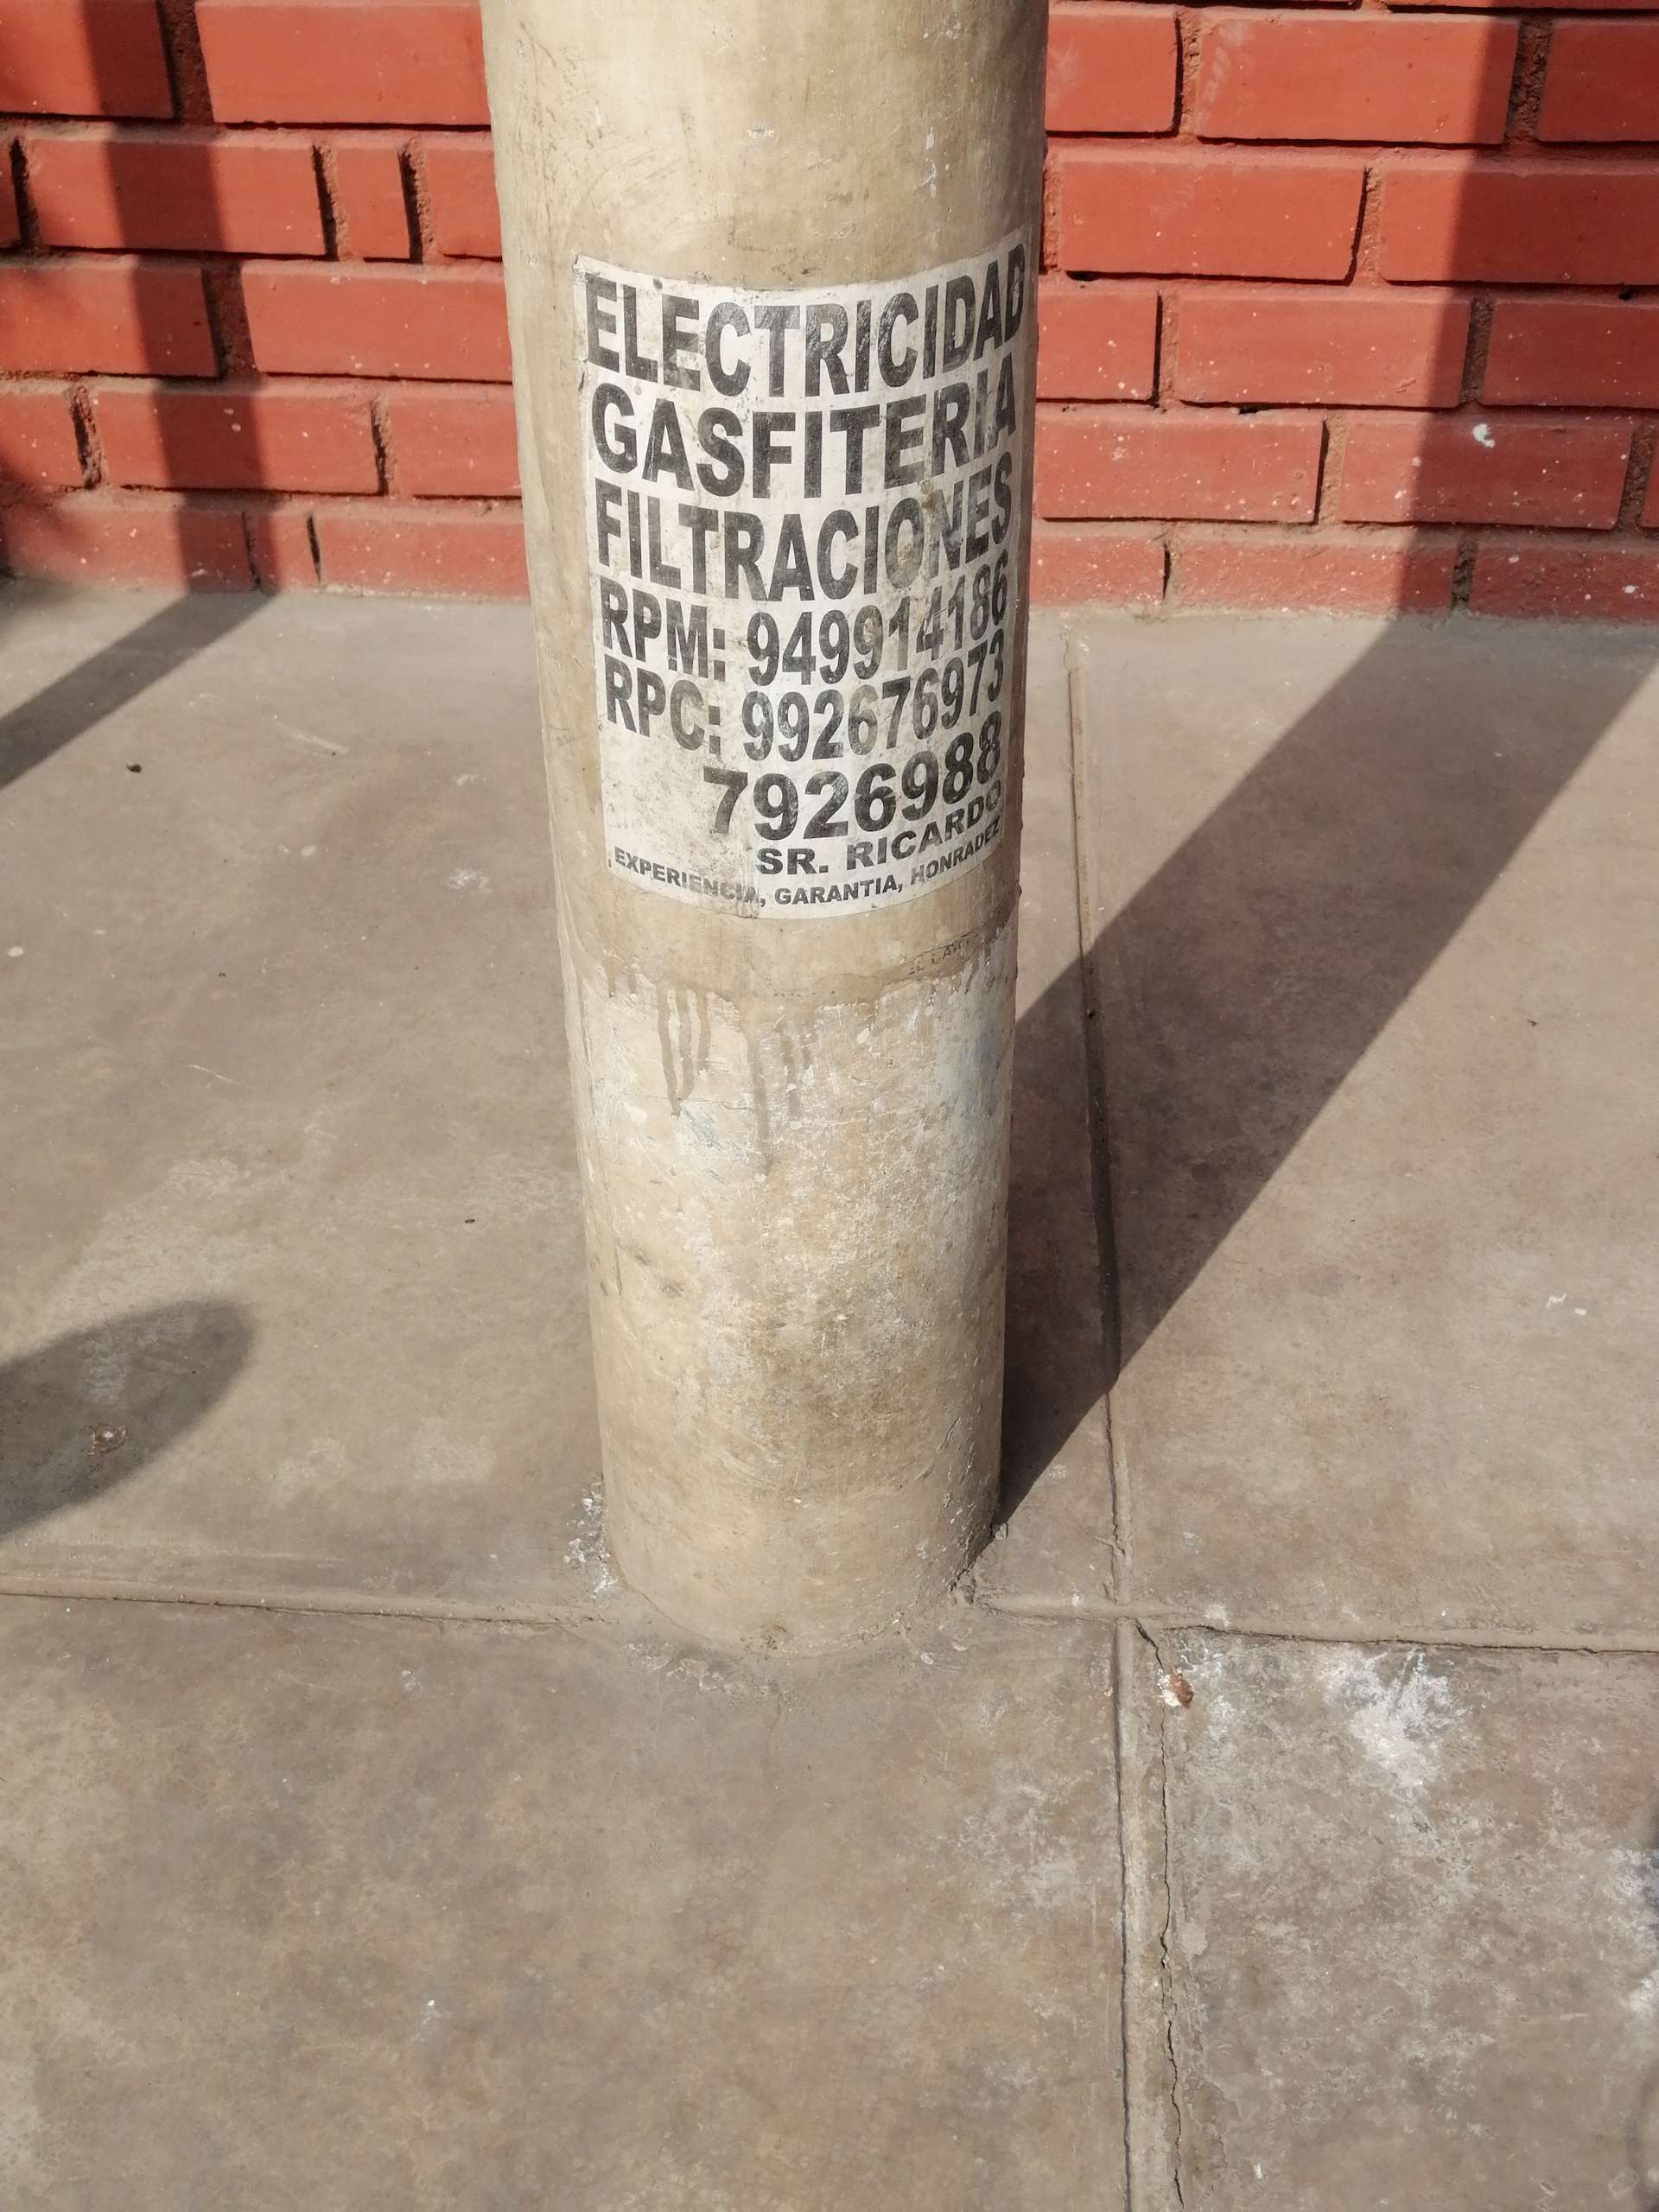 ELECTRICIDAD
GASFITERIA
FILTRACIONES
RPM: 949914186
RPC: 992676973
7926988
SR. RICARDO
EXPERIENCIA, GARANTIA, HONRADEZ